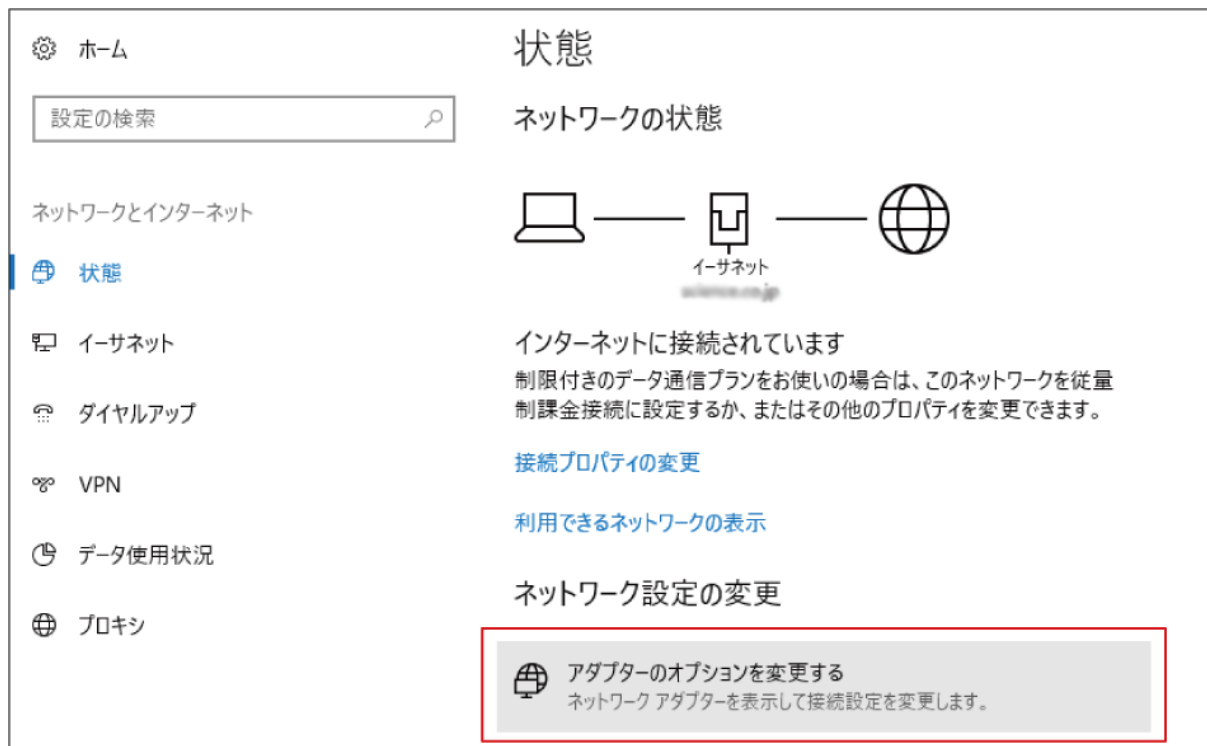 ホーム
設定の検索
ネットワークとインターネット
状態
イーサネット
ダイヤルアップ
VPN
データ使用状況
プロキシ
状態
ネットワークの状態
イーサネット
インターネットに接続されています
制限付きのデータ通信プランをお使いの場合は、このネットワークを従量
制課金接続に設定するか、またはその他のプロパティを変更できます。
接続プロパティの変更
利用できるネットワークの表示
ネットワーク設定の変更
アダプターのオプションを変更する
ネットワーク アダプターを表示して接続設定を変更します。